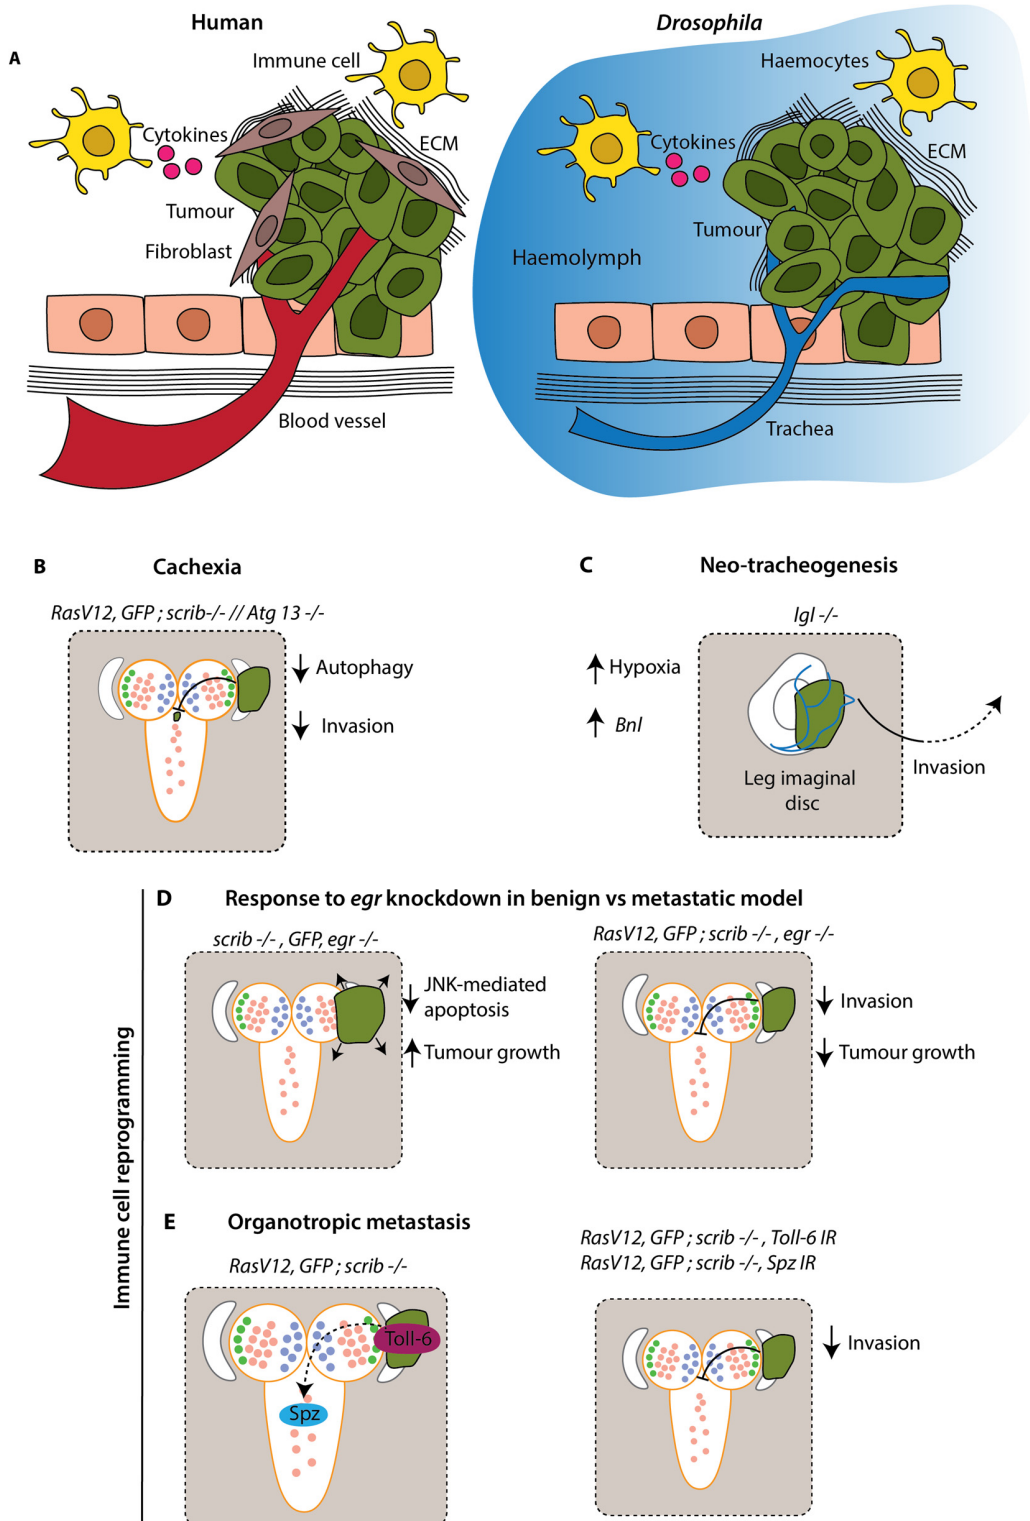 Human
Drosophila
A
Immune cell
Haemocytes
Cytokines
ECM
Cytokines
ECM
Tumour
Tumour
Fibroblast
Haemolymph
Blood vessel
Trachea
B
Cachexia
RasV12, GFP ; scrib-/- // Atg 13 -/-
Autophagy
Invasion
C
Neo-tracheogenesis
lgl -/-
Hypoxia
Bnl
Leg imaginal
disc
Invasion
Immune cell reprogramming
D
Response to egr knockdown in benign vs metastatic model
scrib -/- , GFP, egr -/-
JNK-mediated
apoptosis
Tumour growth
RasV12, GFP ; scrib -/- , egr -/-
Invasion
Tumour growth
E
Organotropic metastasis
RasV12, GFP ; scrib -/-
Toll-6
Spz
RasV12, GFP ; scrib -/- , Toll-6 IR
RasV12, GFP ; scrib -/-, Spz IR
Invasion